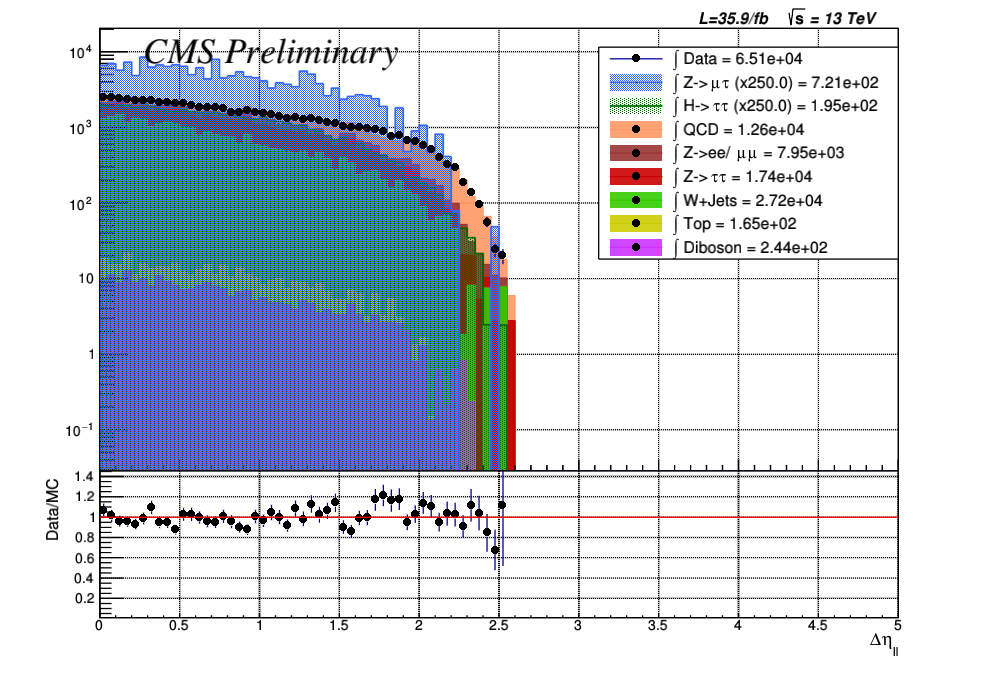 L=35.9/fb √s = 13 TeV
10⁴
CMS Preliminary
∫ Data = 6.51e+04
∫ Z->μτ (x250.0) = 7.21e+02
∫ H->ττ (x250.0) = 1.95e+02
10³
∫ QCD = 1.26e+04
∫ Z->ee/ μμ = 7.95e+03
∫ Z->ττ = 1.74e+04
10²
∫ W+Jets = 2.72e+04
∫ Top = 1.65e+02
∫ Diboson = 2.44e+02
10
1
10⁻¹
Data/MC
1.4
1.2
1
0.8
0.6
0.4
0.2
0 0.5 1 1.5 2 2.5 3 3.5 4 4.5 5
Δη_ll